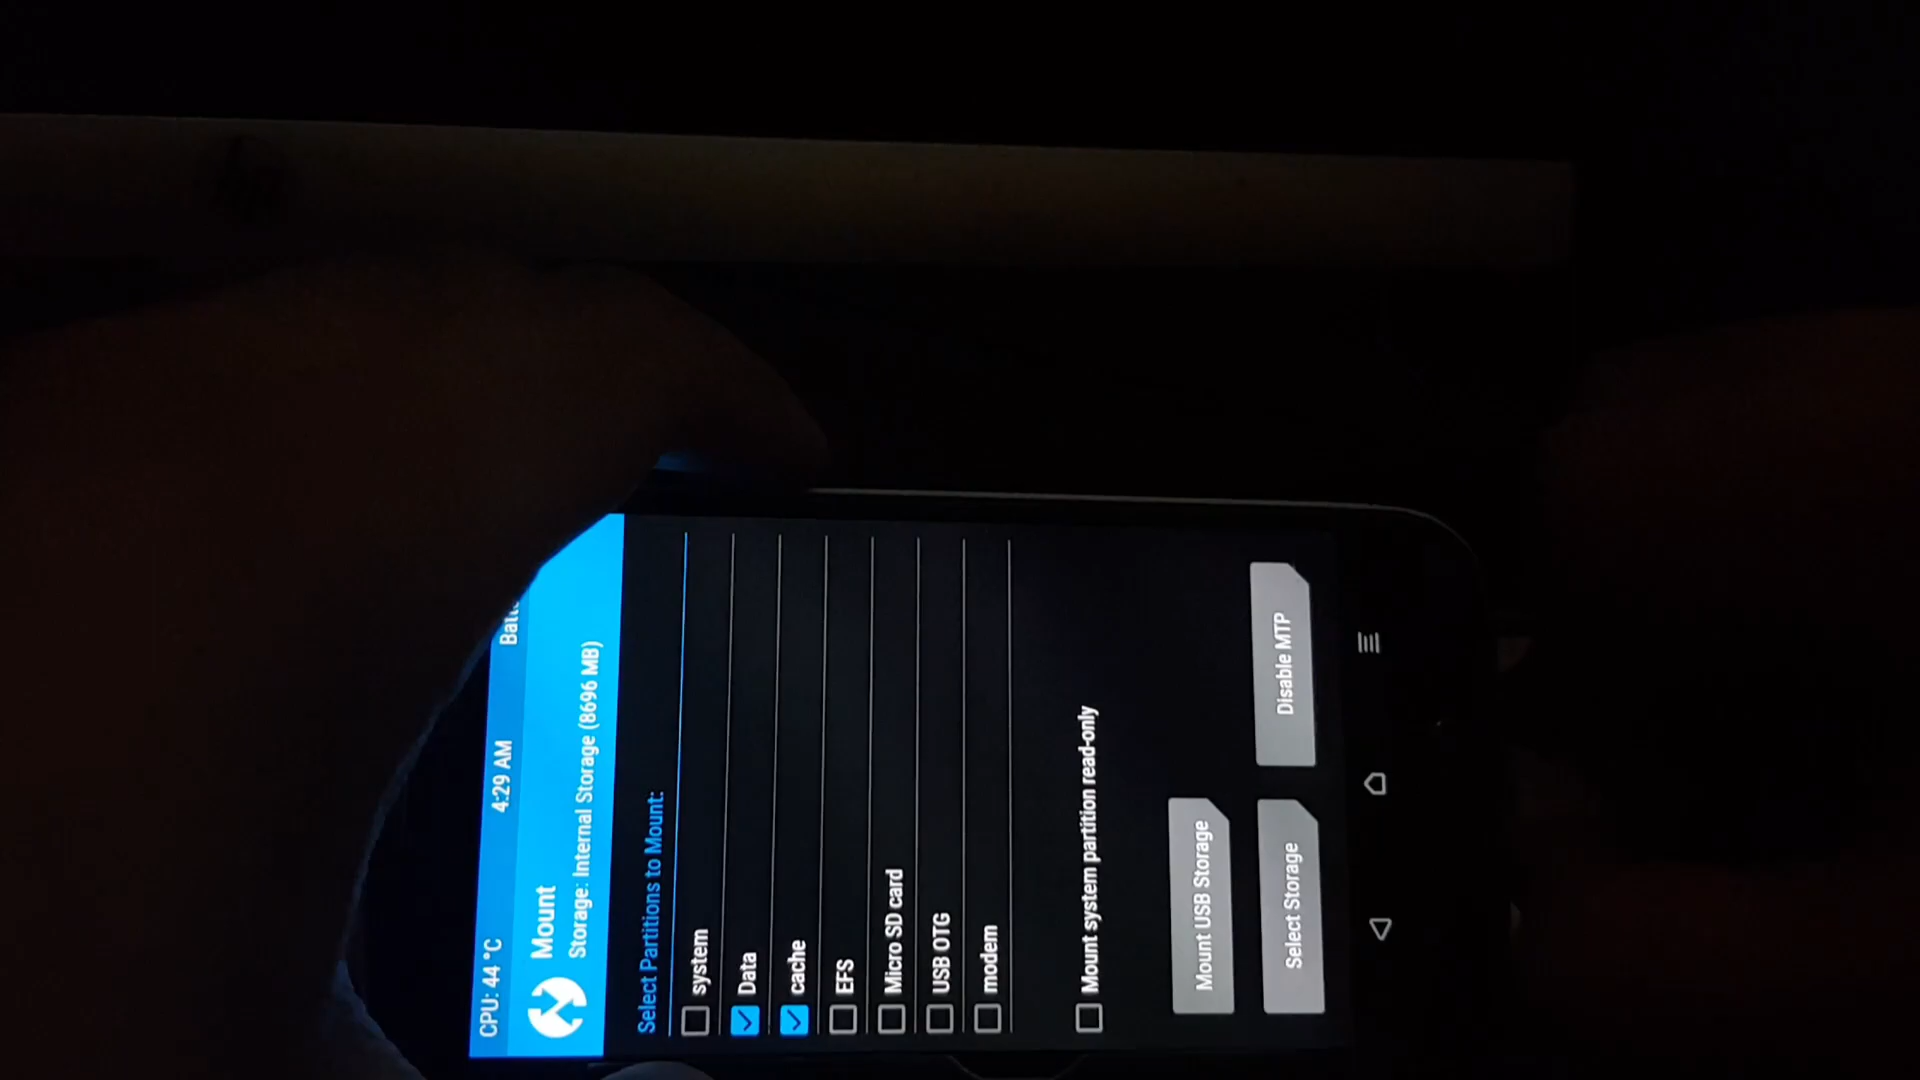 CPU: 44 °C 4:29 AM
Mount
Storage: Internal Storage (8696 MB)
Select Partitions to Mount:
system
Data
cache
EFS
Micro SD card
USB OTG
modem
Mount system partition read-only
Mount USB Storage
Select Storage Disable MTP